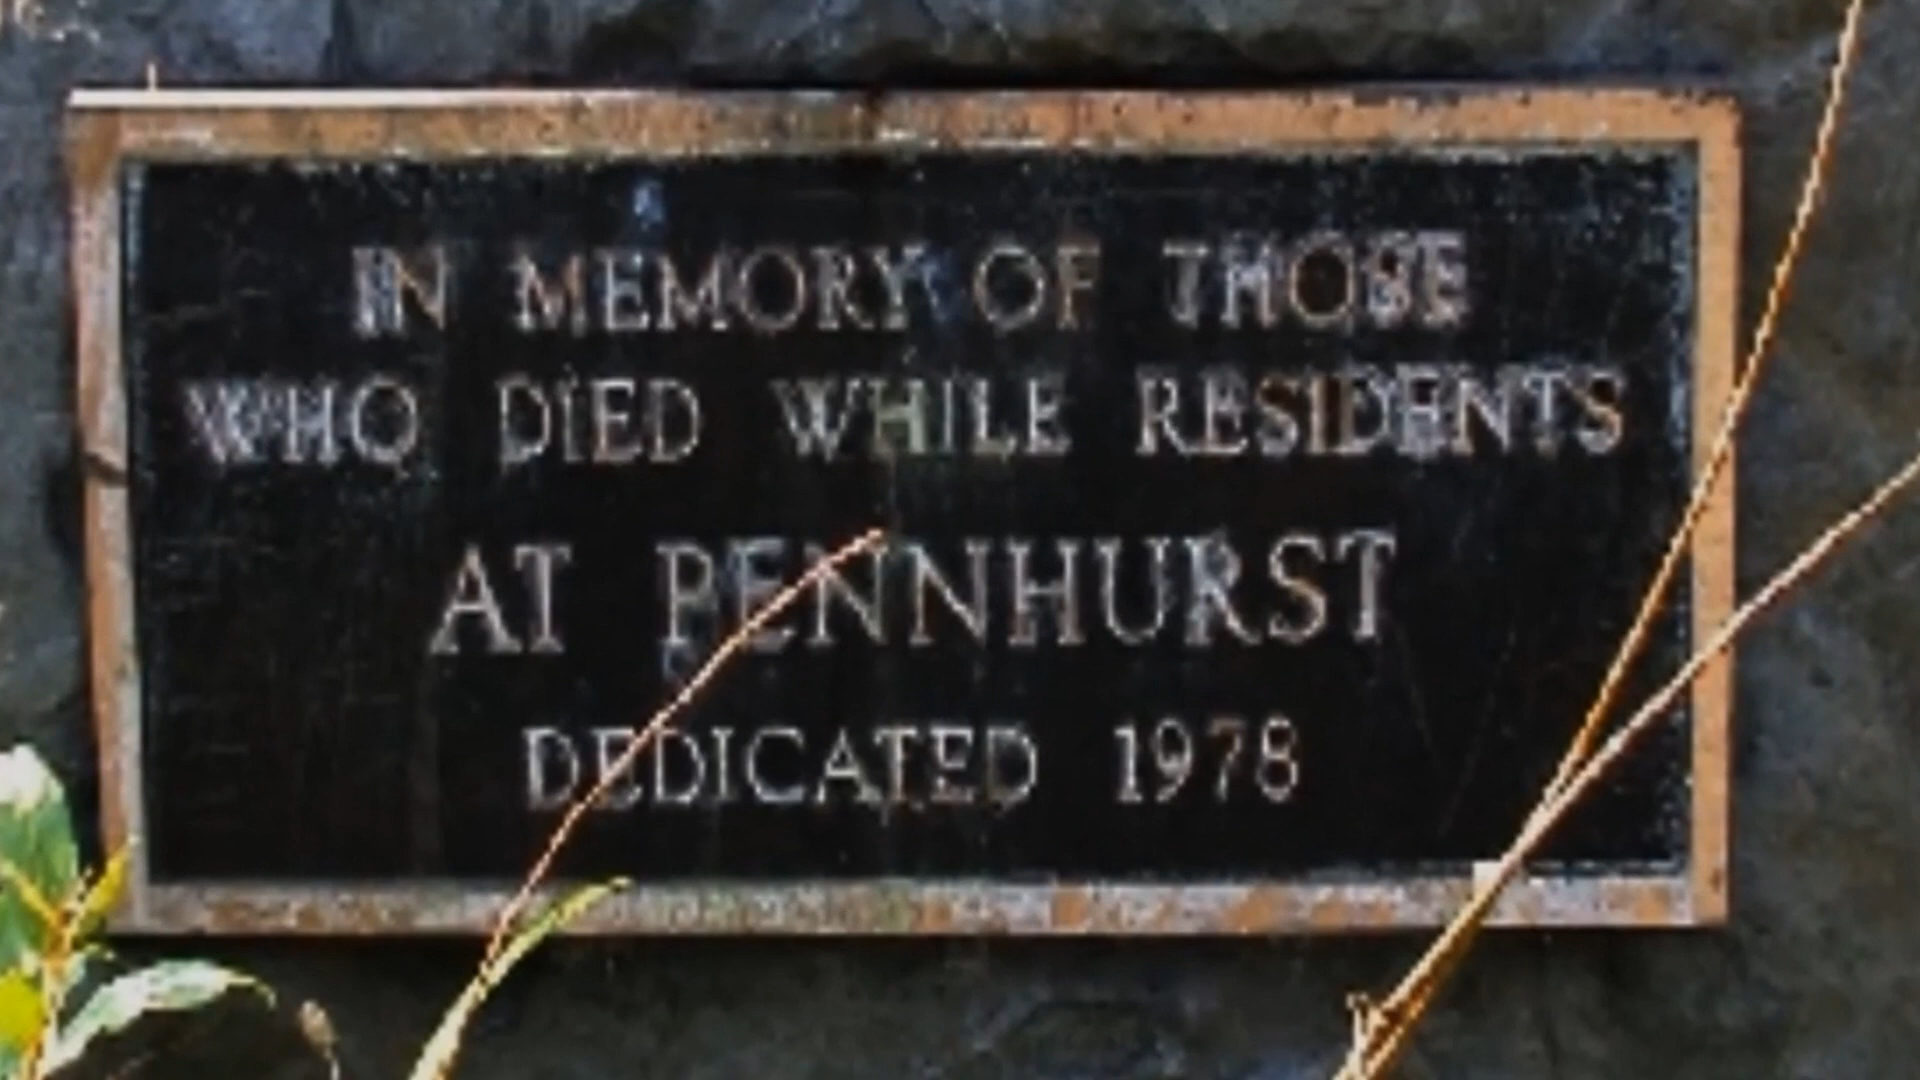 IN MEMORY OF THOSE
WHO DIED WHILE RESIDENTS
AT PENNHURST
DEDICATED 1978